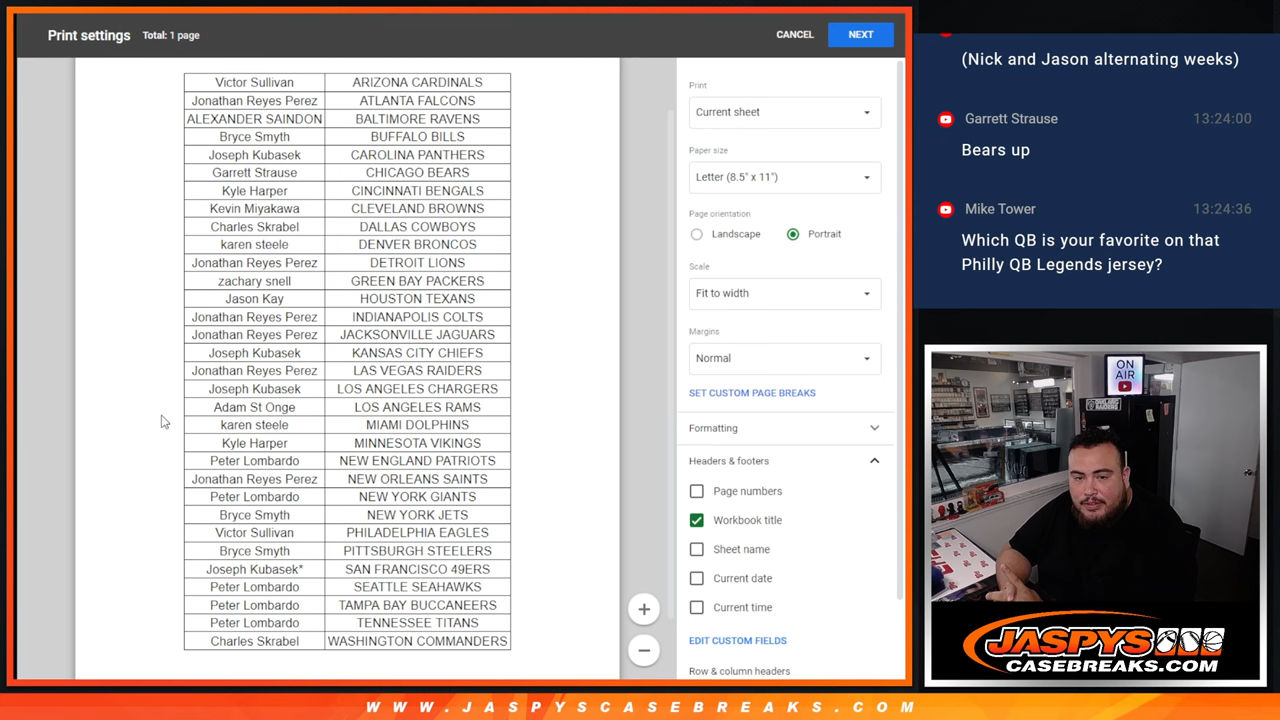 Print settings Total: 1 page CANCEL NEXT
Victor Sullivan ARIZONA CARDINALS
Jonathan Reyes Perez ATLANTA FALCONS
ALEXANDER SAINDON BALTIMORE RAVENS
Bryce Smyth BUFFALO BILLS
Joseph Kubasek CAROLINA PANTHERS
Garrett Strause CHICAGO BEARS
Kyle Harper CINCINNATI BENGALS
Kevin Miyakawa CLEVELAND BROWNS
Charles Skrabel DALLAS COWBOYS
karen steele DENVER BRONCOS
Jonathan Reyes Perez DETROIT LIONS
zachary snell GREEN BAY PACKERS
Jason Kay HOUSTON TEXANS
Jonathan Reyes Perez INDIANAPOLIS COLTS
Jonathan Reyes Perez JACKSONVILLE JAGUARS
Joseph Kubasek KANSAS CITY CHIEFS
Jonathan Reyes Perez LAS VEGAS RAIDERS
Joseph Kubasek LOS ANGELES CHARGERS
Adam St Onge LOS ANGELES RAMS
karen steele MIAMI DOLPHINS
Kyle Harper MINNESOTA VIKINGS
Peter Lombardo NEW ENGLAND PATRIOTS
Jonathan Reyes Perez NEW ORLEANS SAINTS
Peter Lombardo NEW YORK GIANTS
Bryce Smyth NEW YORK JETS
Victor Sullivan PHILADELPHIA EAGLES
Bryce Smyth PITTSBURGH STEELERS
Joseph Kubasek* SAN FRANCISCO 49ERS
Peter Lombardo SEATTLE SEAHAWKS
Peter Lombardo TAMPA BAY BUCCANEERS
Peter Lombardo TENNESSEE TITANS
Charles Skrabel WASHINGTON COMMANDERS
Print
Current sheet
Paper size
Letter (8.5" x 11")
Page orientation
Landscape Portrait
Scale
Fit to width
Margins
Normal
SET CUSTOM PAGE BREAKS
Formatting
Headers & footers
Page numbers
Workbook title
Sheet name
Current date
Current time
EDIT CUSTOM FIELDS
Row & column headers
(Nick and Jason alternating weeks)
Garrett Strause 13:24:00
Bears up
Mike Tower 13:24:36
Which QB is your favorite on that
Philly QB Legends jersey?
ON
AIR
JASPYS
CASEBREAKS.COM
WWW.JASPYSCASEBREAKS.COM